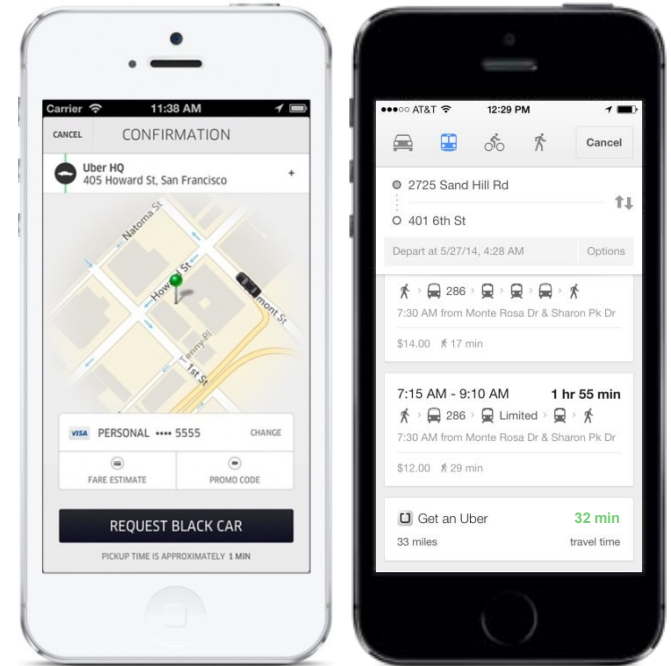 Carrier 11:38 AM
CANCEL CONFIRMATION
Uber HQ
405 Howard St, San Francisco +
Natoma St
Howard St
Fremont St
Tenny Pl
1st St
VISA PERSONAL •••• 5555 CHANGE
FARE ESTIMATE PROMO CODE
REQUEST BLACK CAR
PICKUP TIME IS APPROXIMATELY 1 MIN
●●●○○ AT&T 12:29 PM
Cancel
2725 Sand Hill Rd
401 6th St
Depart at 5/27/14, 4:28 AM Options
286
7:30 AM from Monte Rosa Dr & Sharon Pk Dr
$14.00 17 min
7:15 AM - 9:10 AM 1 hr 55 min
286 Limited
7:30 AM from Monte Rosa Dr & Sharon Pk Dr
$12.00 29 min
Get an Uber 32 min
33 miles travel time